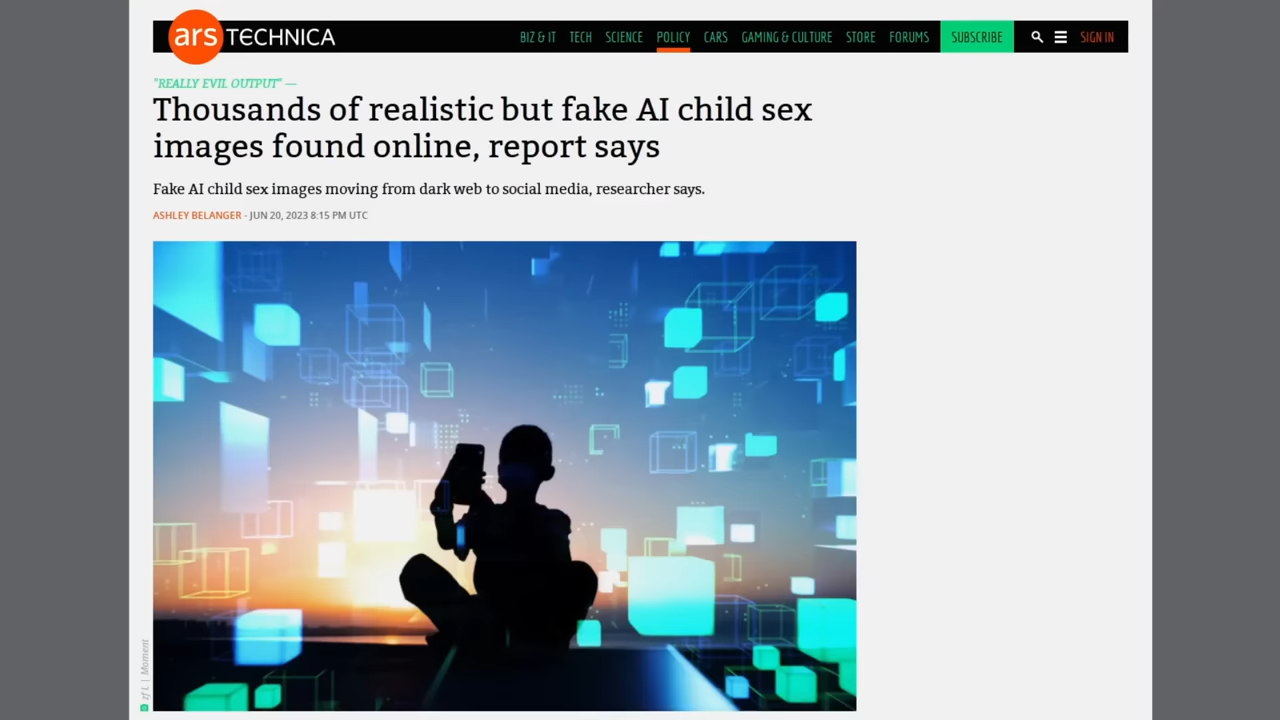 ars TECHNICA
BIZ & IT TECH SCIENCE POLICY CARS GAMING & CULTURE STORE FORUMS SUBSCRIBE SIGN IN
"REALLY EVIL OUTPUT" —
Thousands of realistic but fake AI child sex
images found online, report says
Fake AI child sex images moving from dark web to social media, researcher says.
ASHLEY BELANGER - JUN 20, 2023 8:15 PM UTC
| Moment